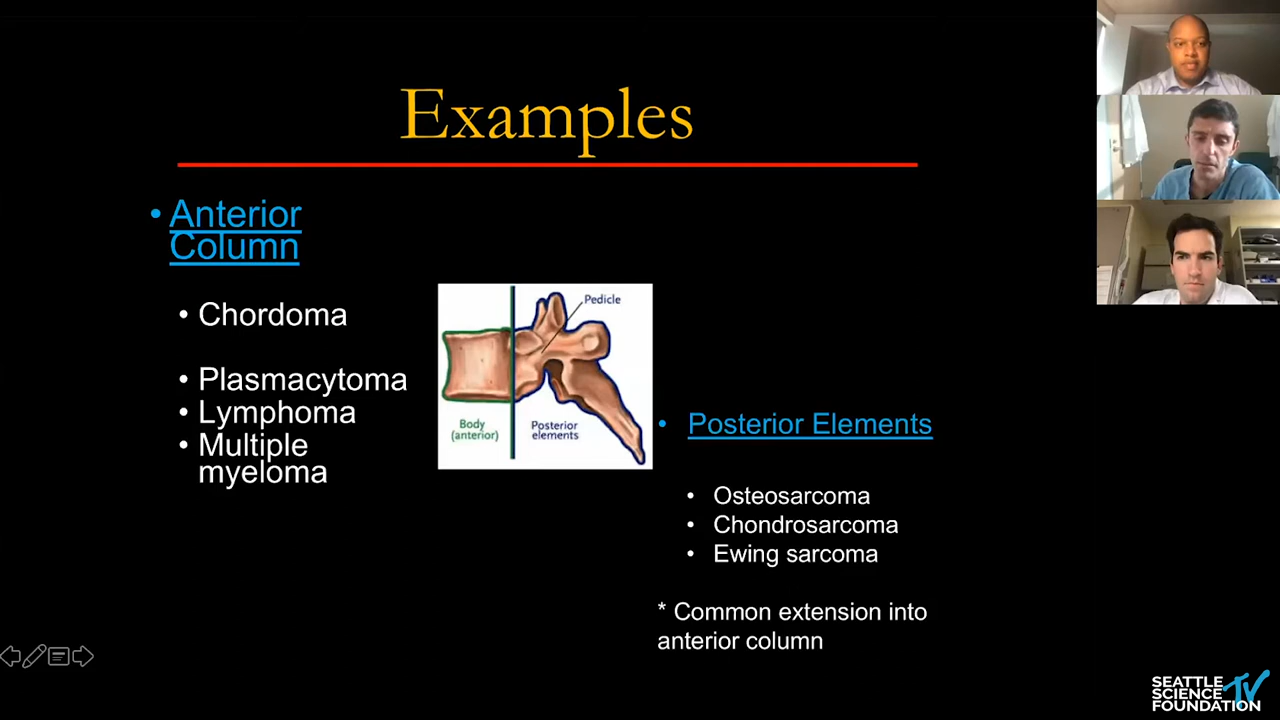 Examples
• Anterior
Column
• Chordoma
• Plasmacytoma
• Lymphoma
• Multiple
myeloma
Pedicle
Body
(anterior)
Posterior
elements
• Posterior Elements
• Osteosarcoma
• Chondrosarcoma
• Ewing sarcoma
* Common extension into
anterior column
SEATTLE
SCIENCE
FOUNDATION
TV